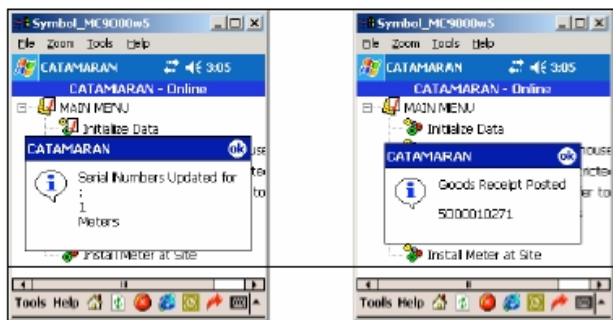 Symbol_MC9000w5
File Zoom Tools Help
CATAMARAN 3:05
CATAMARAN - Online
MAIN MENU
Initialize Data
CATAMARAN ok
Serial Numbers Updated for
:
1
Meters
Install Meter at Site
Tools Help
Symbol_MC9000w5
File Zoom Tools Help
CATAMARAN 3:05
CATAMARAN - Online
MAIN MENU
Initialize Data
CATAMARAN ok
Goods Receipt Posted
5000010271
Install Meter at Site
Tools Help